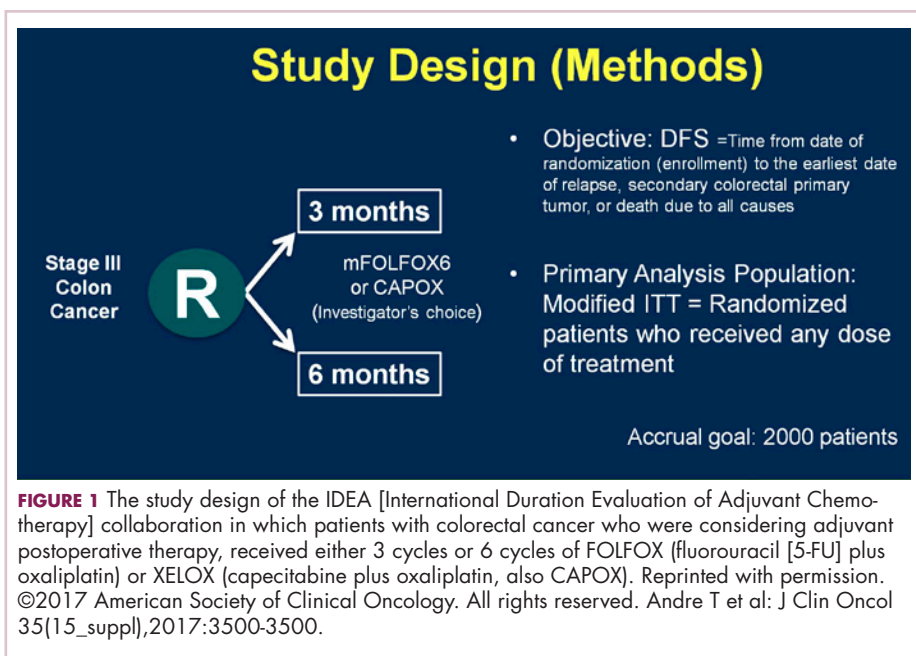 Study Design (Methods)
Stage III
Colon
Cancer
R
3 months
mFOLFOX6
or CAPOX
(Investigator's choice)
6 months
• Objective: DFS =Time from date of
randomization (enrollment) to the earliest date
of relapse, secondary colorectal primary
tumor, or death due to all causes
• Primary Analysis Population:
Modified ITT = Randomized
patients who received any dose
of treatment
Accrual goal: 2000 patients
FIGURE 1 The study design of the IDEA [International Duration Evaluation of Adjuvant Chemo-
therapy] collaboration in which patients with colorectal cancer who were considering adjuvant
postoperative therapy, received either 3 cycles or 6 cycles of FOLFOX (fluorouracil [5-FU] plus
oxaliplatin) or XELOX (capecitabine plus oxaliplatin, also CAPOX). Reprinted with permission.
©2017 American Society of Clinical Oncology. All rights reserved. Andre T et al: J Clin Oncol
35(15_suppl),2017:3500-3500.